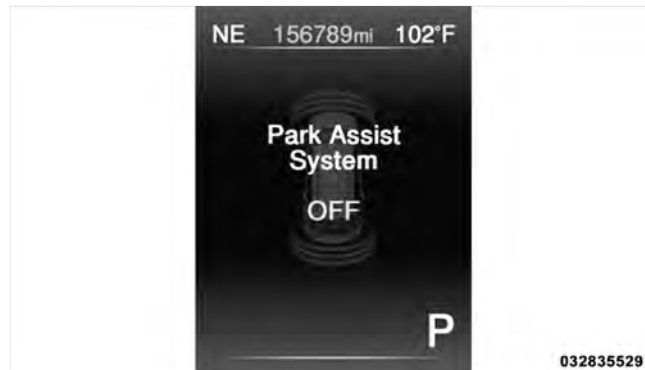 NE 156789mi 102°F
Park Assist
System
OFF
P
032835529